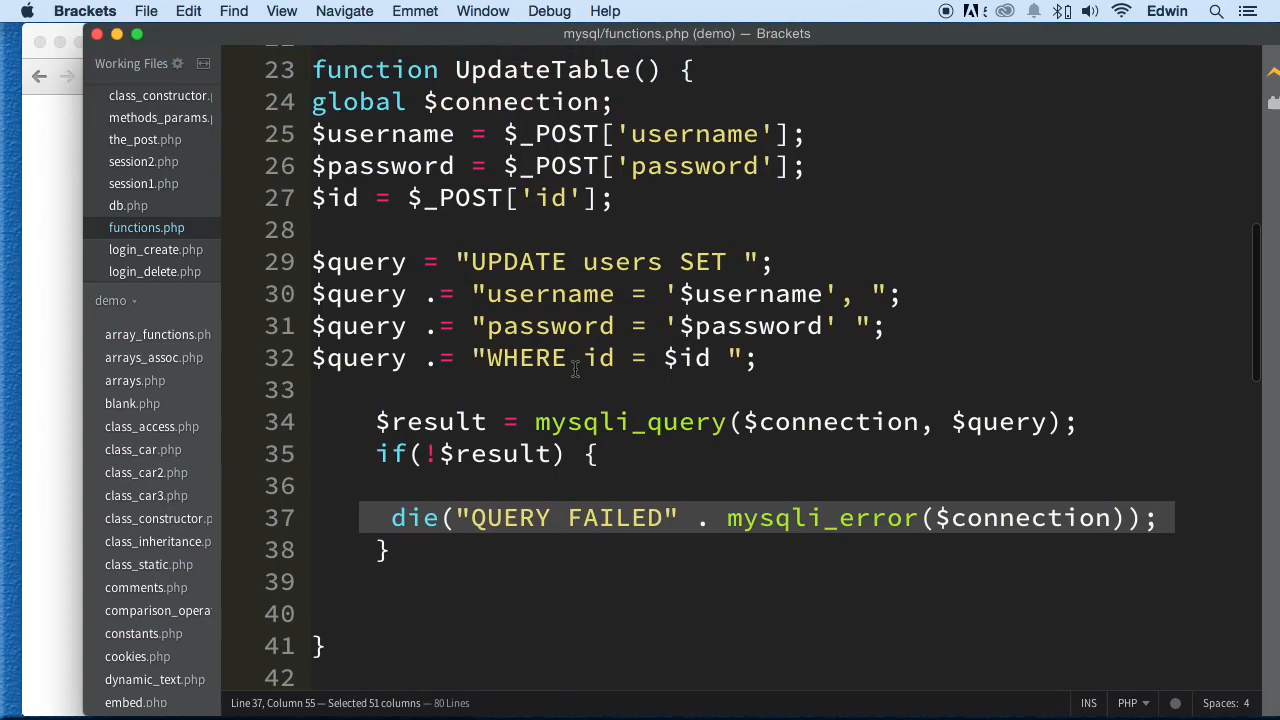 Brackets File Edit Find View Navigate Emmet Window Debug Help 5 Edwin
mysql/functions.php (demo) — Brackets
Working Files
class_constructor.p
methods_params.p
the_post.php
session2.php
session1.php
db.php
functions.php
login_create.php
login_delete.php
demo
array_functions.ph
arrays_assoc.php
arrays.php
blank.php
class_access.php
class_car.php
class_car2.php
class_car3.php
class_constructor.p
class_inheritance.p
class_static.php
comments.php
comparison_opera
constants.php
cookies.php
dynamic_text.php
embed.php
23 function UpdateTable() {
24 global $connection;
25 $username = $_POST['username'];
26 $password = $_POST['password'];
27 $id = $_POST['id'];
28
29 $query = "UPDATE users SET ";
30 $query .= "username = '$username', ";
31 $query .= "password = '$password' ";
32 $query .= "WHERE id = $id ";
33
34 $result = mysqli_query($connection, $query);
35 if(!$result) {
36
37 die("QUERY FAILED" mysqli_error($connection));
38 }
39
40
41 }
42
Line 37, Column 55 — Selected 51 columns — 80 Lines
INS PHP Spaces: 4